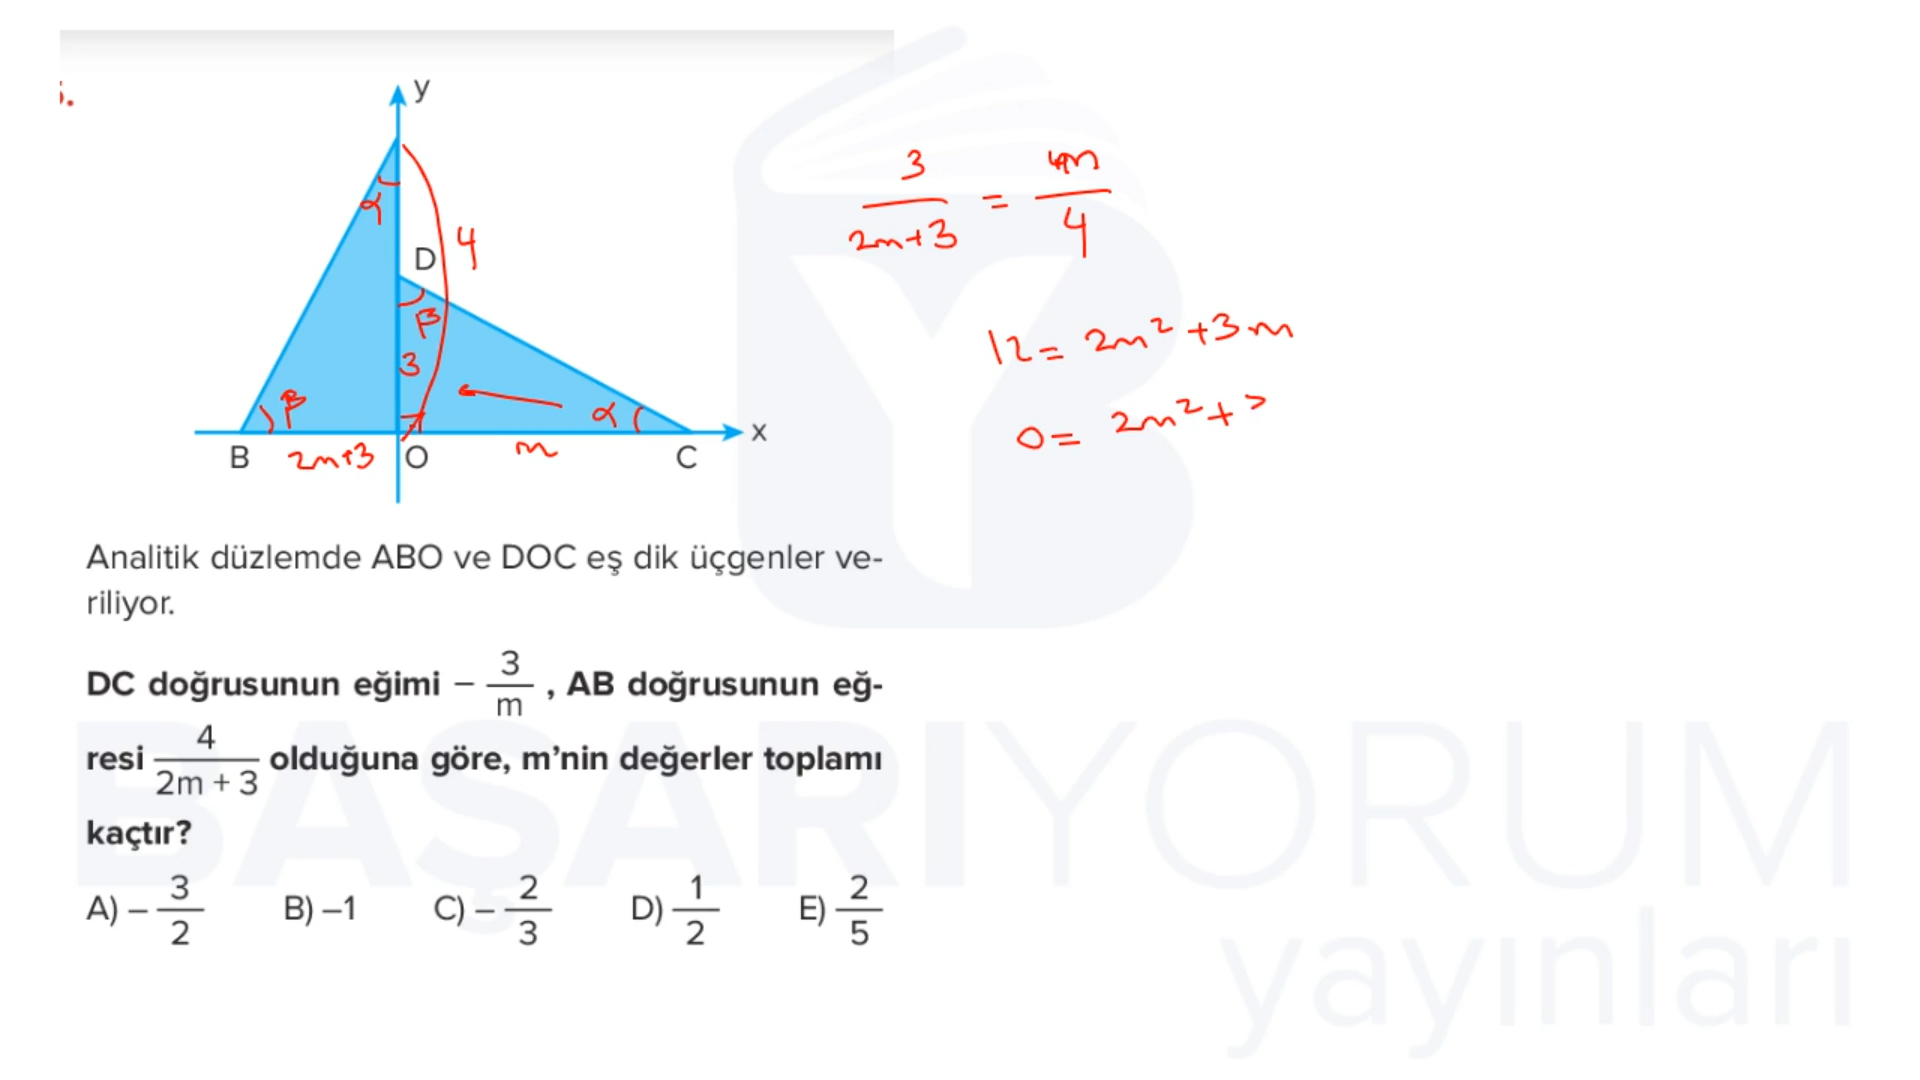 .
y
α
4
D
β
3
β
α
x
B
2m+3
O
m
C
3/(2m+3) = m/4
12 = 2m² + 3m
0 = 2m² +
Analitik düzlemde ABO ve DOC eş dik üçgenler ve-
riliyor.
DC doğrusunun eğimi – 3/m , AB doğrusunun eğ-
resi 4/(2m + 3) olduğuna göre, m’nin değerler toplamı
kaçtır?
A) – 3/2 B) –1 C) – 2/3 D) 1/2 E) 2/5
BAŞARIYORUM
yayınları